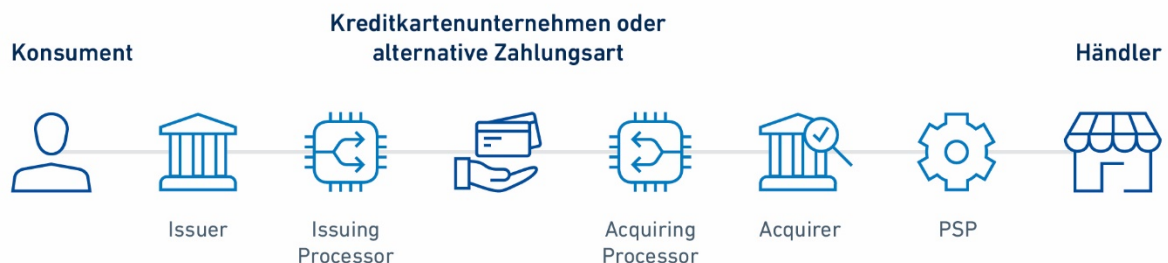 Kreditkartenunternehmen oder
alternative Zahlungsart
Konsument
Händler
Issuer
Issuing
Processor
Acquiring
Processor
Acquirer
PSP